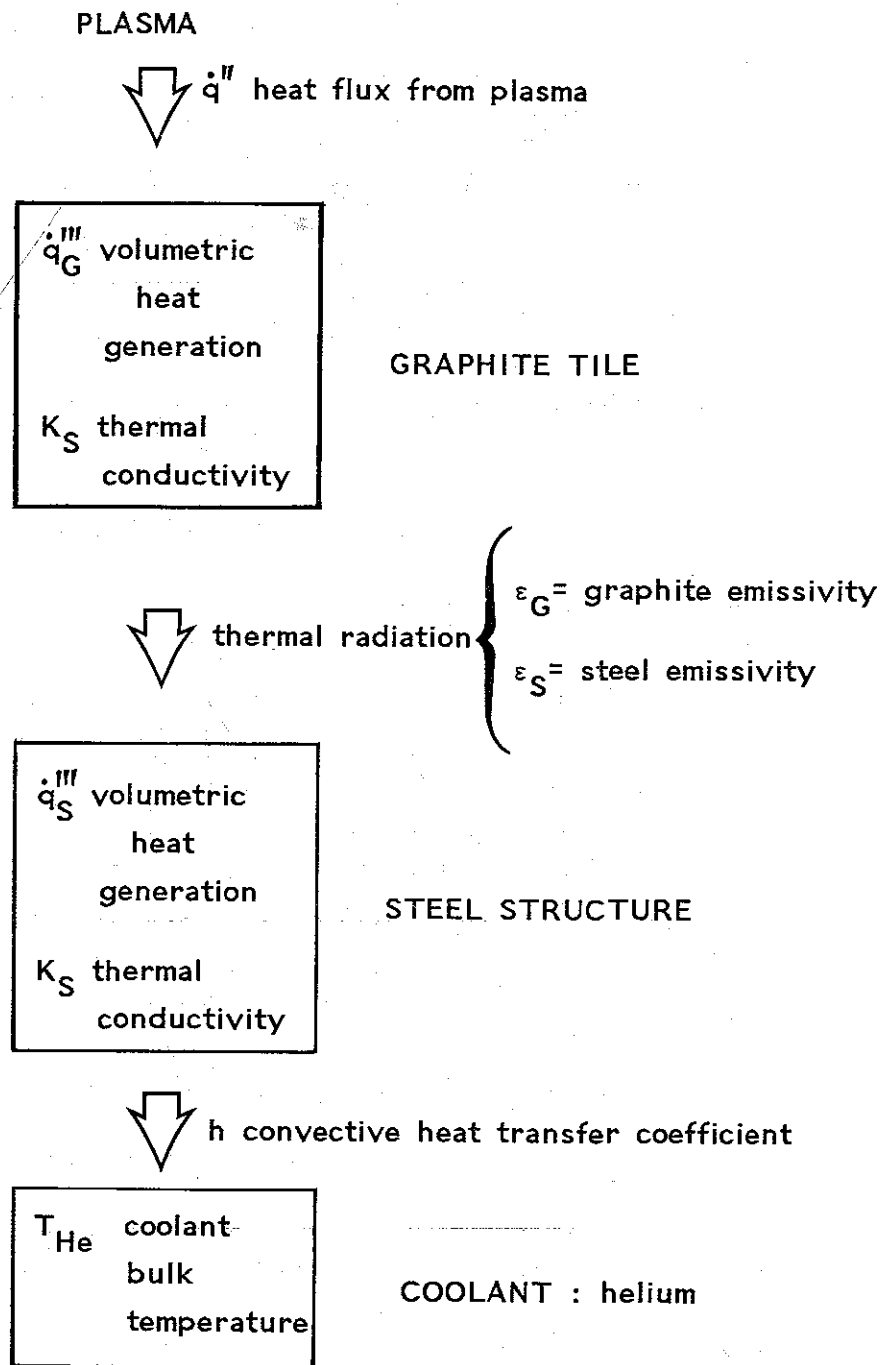 PLASMA
q̇″ heat flux from plasma
q̇‴G volumetric
heat
generation
GRAPHITE TILE
KS thermal
conductivity
εG= graphite emissivity
thermal radiation
εS= steel emissivity
q̇‴S volumetric
heat
generation
STEEL STRUCTURE
KS thermal
conductivity
h convective heat transfer coefficient
THe coolant
bulk
temperature
COOLANT : helium